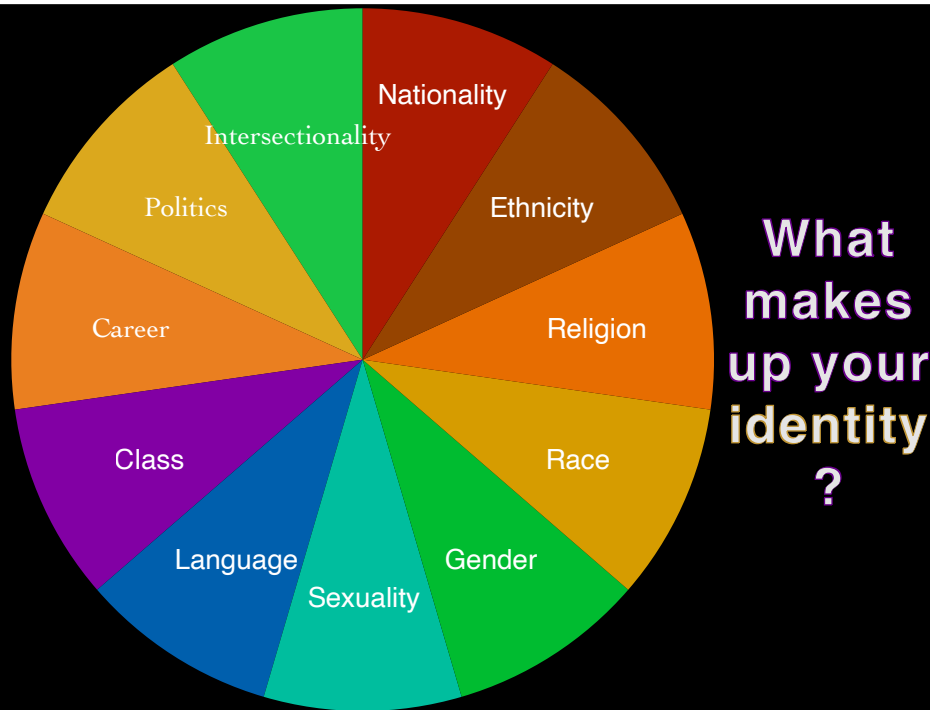 Nationality
Ethnicity
Religion
Race
Gender
Sexuality
Language
Class
Career
Politics
Intersectionality
What
makes
up your
identity
?